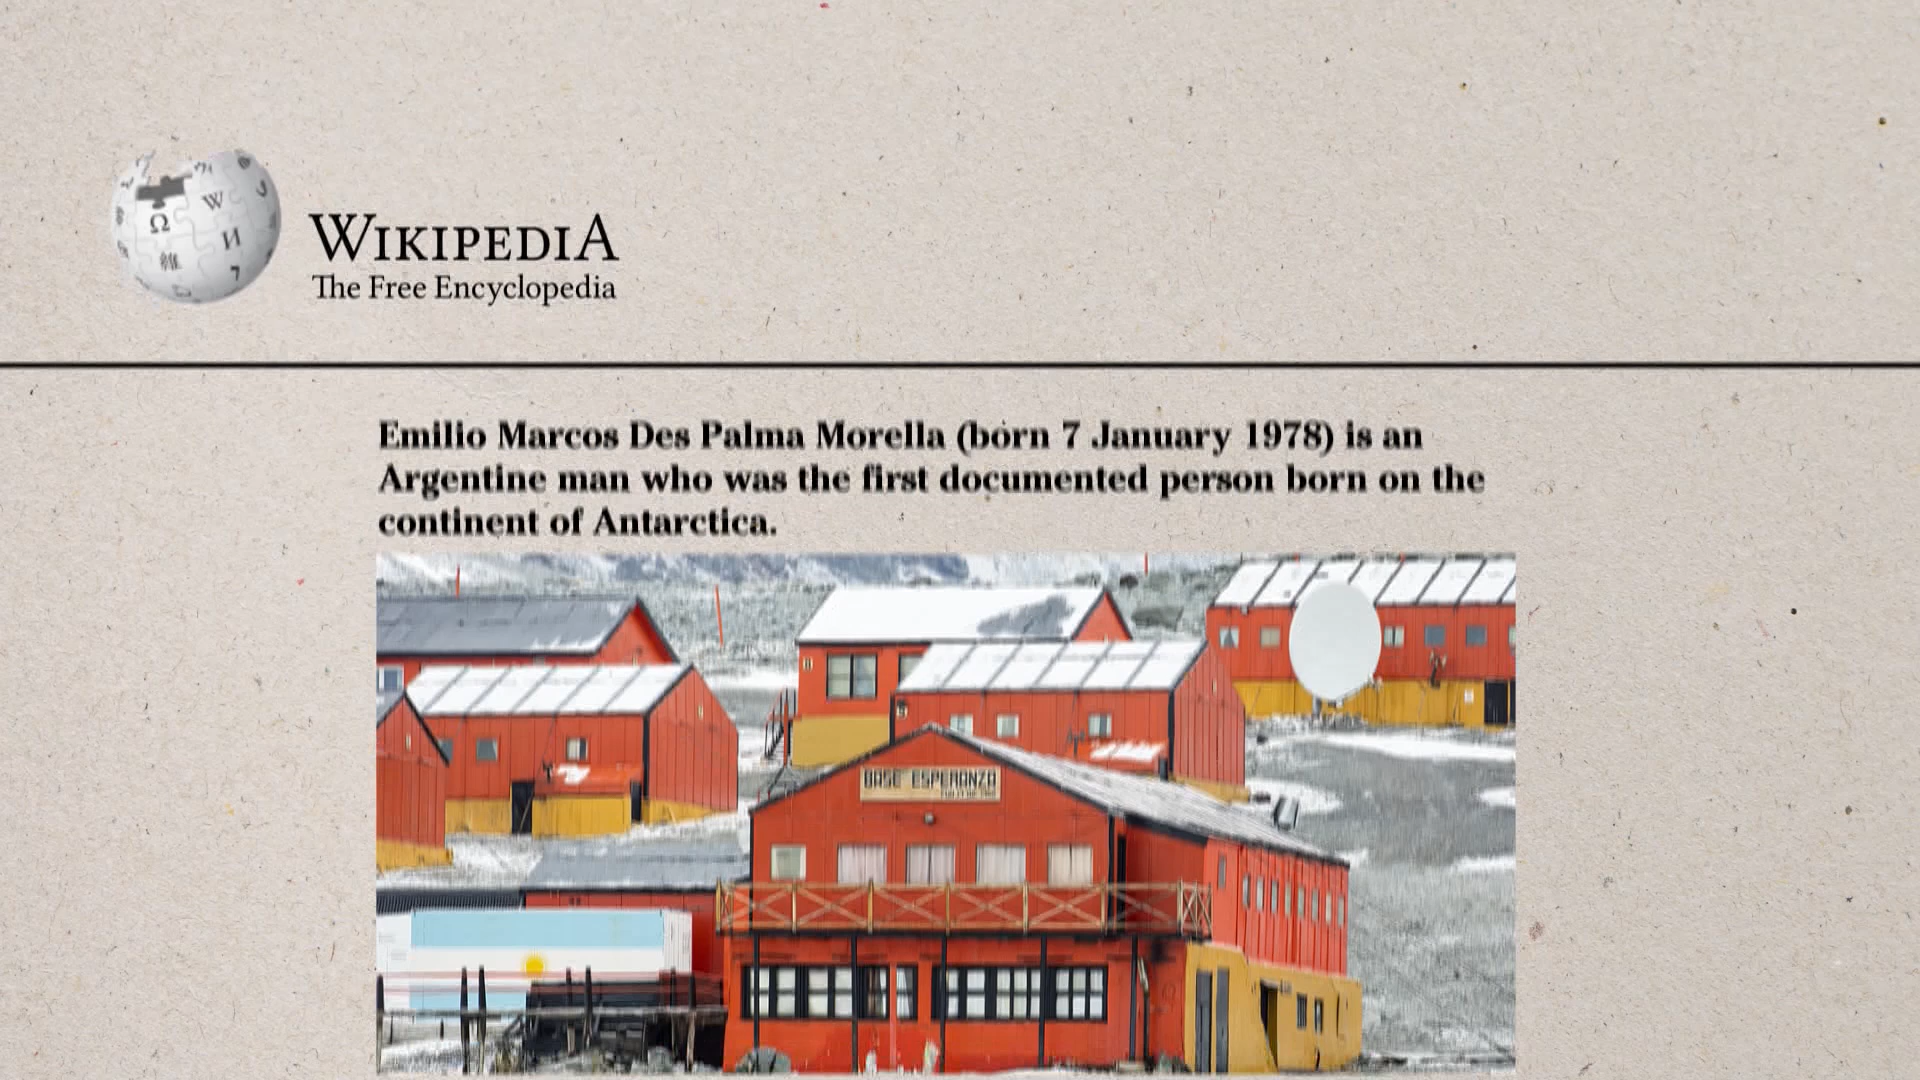 WIKIPEDIA
The Free Encyclopedia
Emilio Marcos Des Palma Morella (born 7 January 1978) is an
Argentine man who was the first documented person born on the
continent of Antarctica.
BASE ESPERANZA